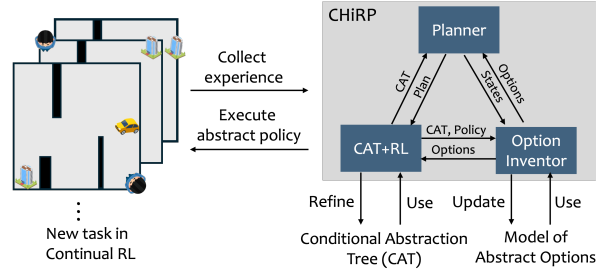 CHiRP
Planner
Collect
experience
CAT
Plan
States
Options
Execute
abstract policy
CAT+RL
CAT, Policy
Options
Option
Inventor
Refine
Use
Update
Use
New task in
Continual RL
Conditional Abstraction
Tree (CAT)
Model of
Abstract Options